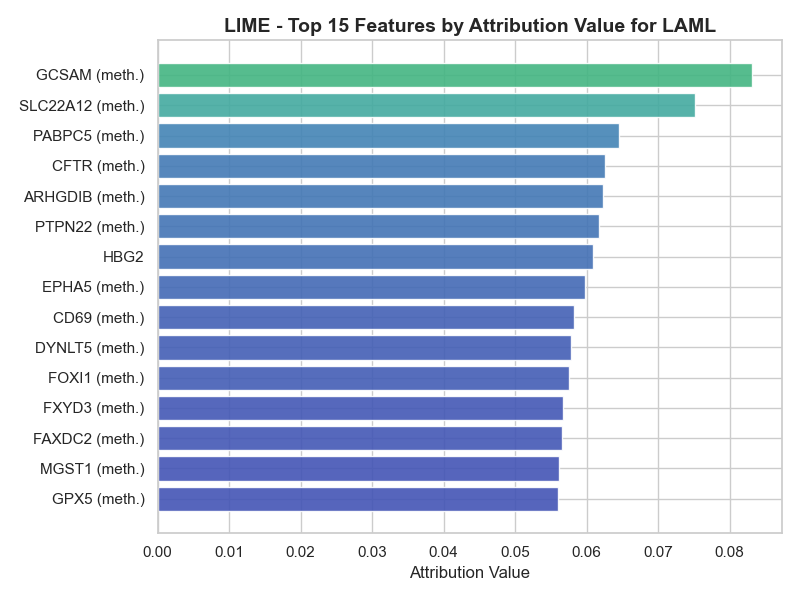 LIME - Top 15 Features by Attribution Value for LAML
GCSAM (meth.)
SLC22A12 (meth.)
PABPC5 (meth.)
CFTR (meth.)
ARHGDIB (meth.)
PTPN22 (meth.)
HBG2
EPHA5 (meth.)
CD69 (meth.)
DYNLT5 (meth.)
FOXI1 (meth.)
FXYD3 (meth.)
FAXDC2 (meth.)
MGST1 (meth.)
GPX5 (meth.)
0.00 0.01 0.02 0.03 0.04 0.05 0.06 0.07 0.08
Attribution Value